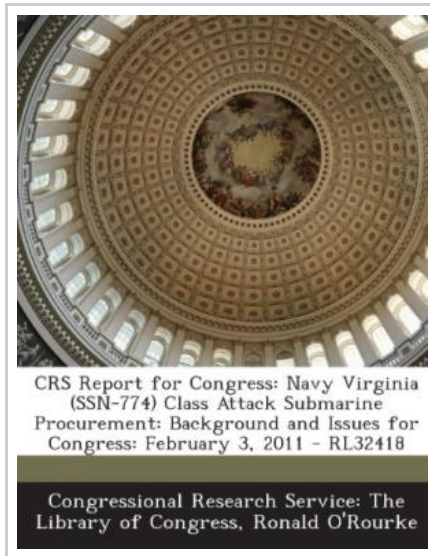 CRS Report for Congress: Navy Virginia
(SSN-774) Class Attack Submarine
Procurement: Background and Issues for
Congress: February 3, 2011 - RL32418
Congressional Research Service: The
Library of Congress, Ronald O'Rourke